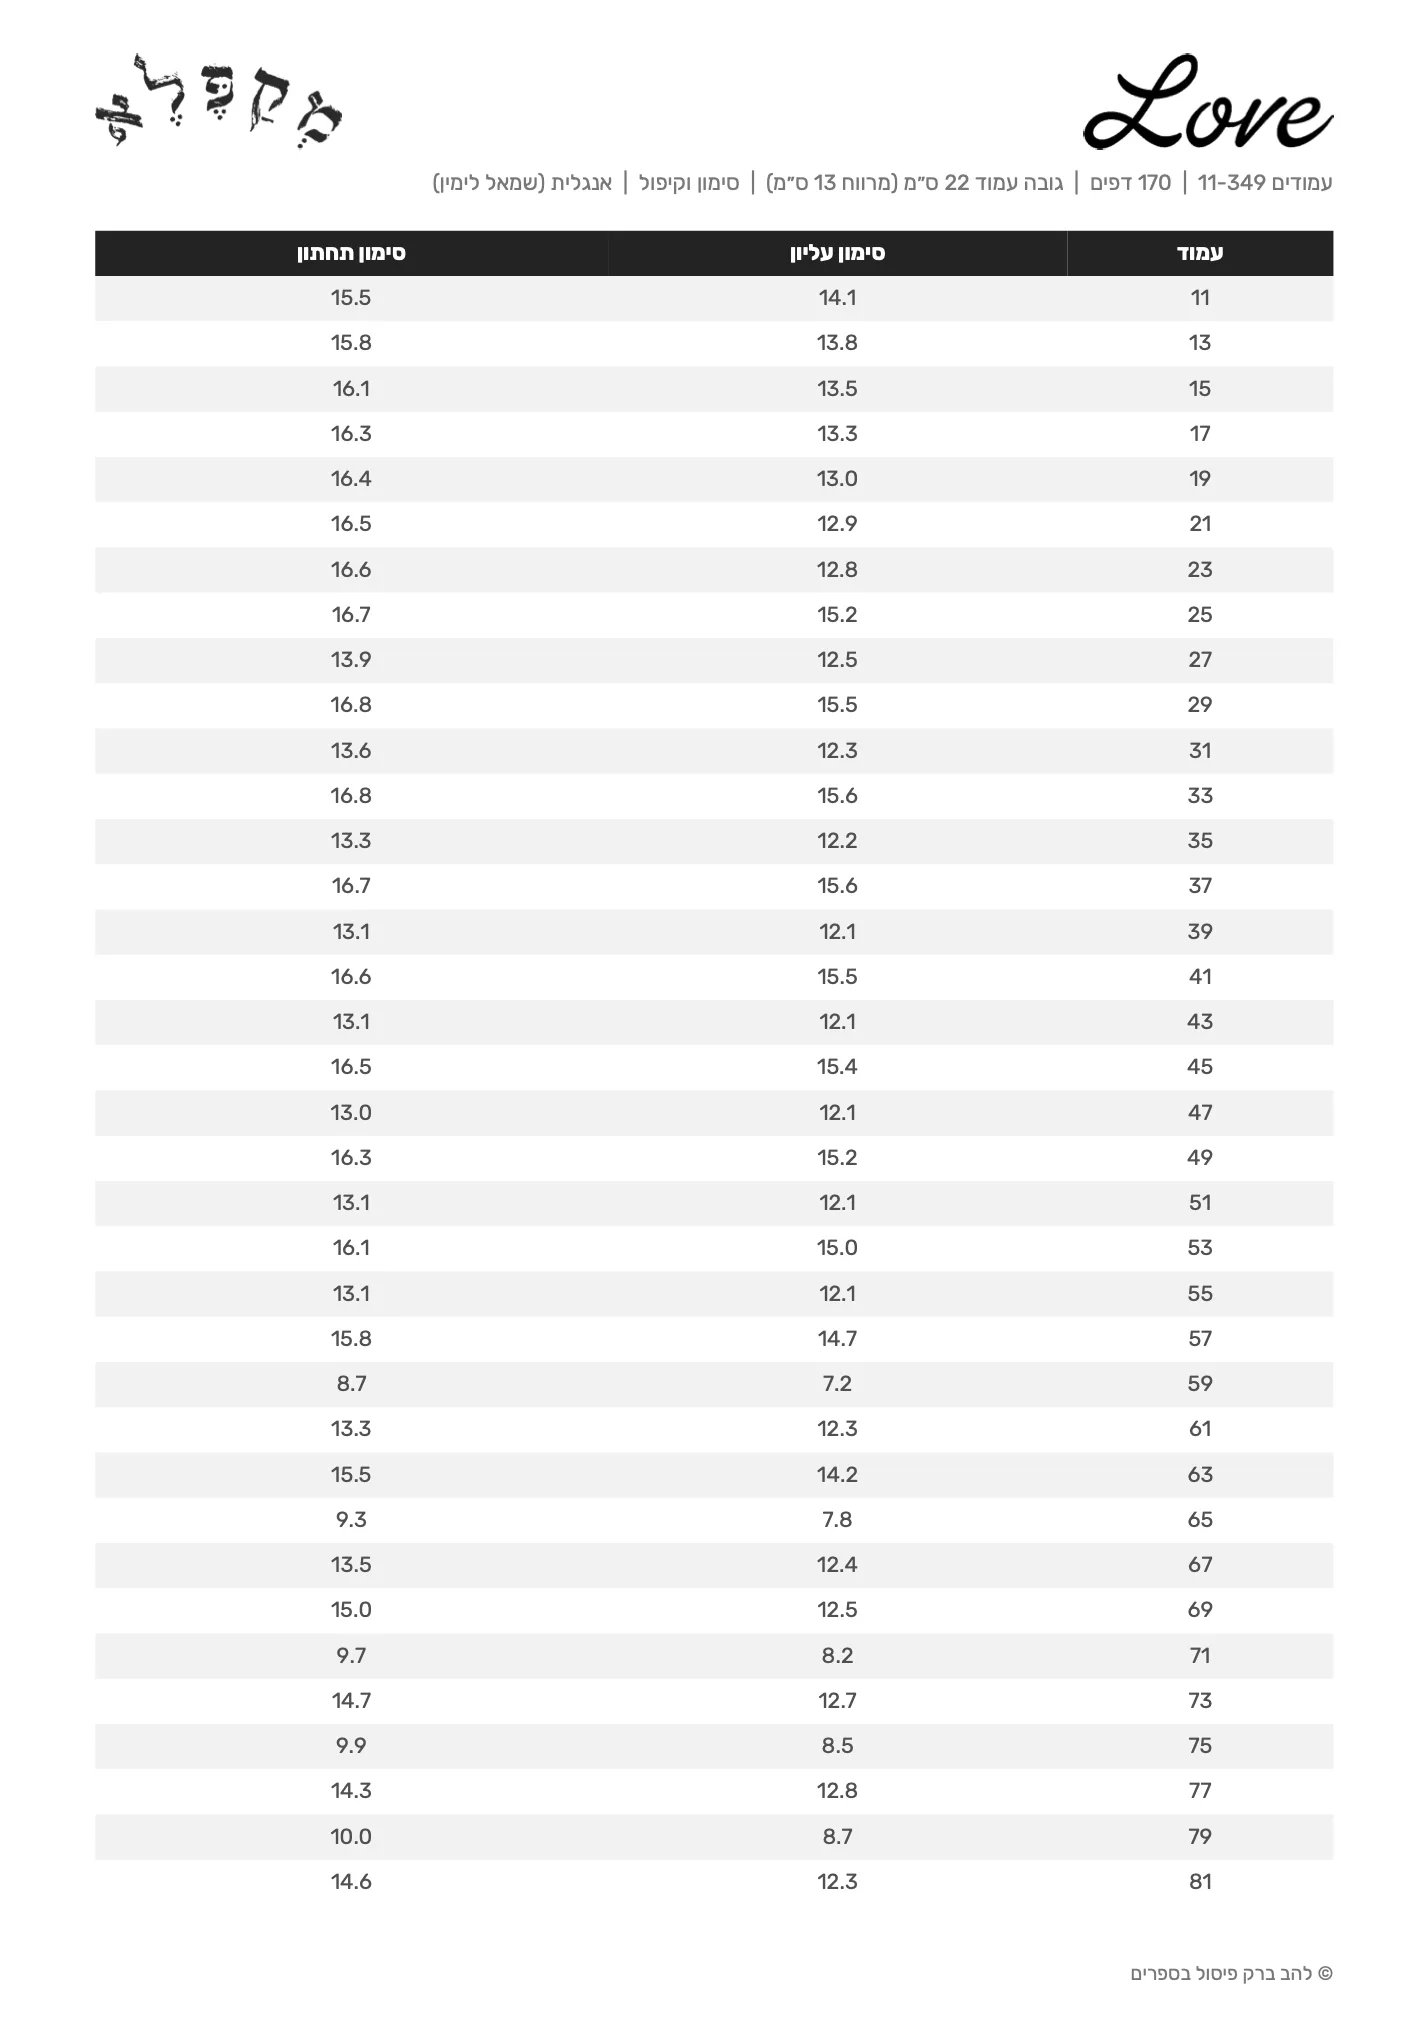 Love
מְקַפֶּלֶת
עמודים 11-349 | 170 דפים | גובה עמוד 22 ס״מ (מרווח 13 ס״מ) | סימון וקיפול | אנגלית (שמאל לימין)
עמוד סימון עליון סימון תחתון
11 14.1 15.5
13 13.8 15.8
15 13.5 16.1
17 13.3 16.3
19 13.0 16.4
21 12.9 16.5
23 12.8 16.6
25 15.2 16.7
27 12.5 13.9
29 15.5 16.8
31 12.3 13.6
33 15.6 16.8
35 12.2 13.3
37 15.6 16.7
39 12.1 13.1
41 15.5 16.6
43 12.1 13.1
45 15.4 16.5
47 12.1 13.0
49 15.2 16.3
51 12.1 13.1
53 15.0 16.1
55 12.1 13.1
57 14.7 15.8
59 7.2 8.7
61 12.3 13.3
63 14.2 15.5
65 7.8 9.3
67 12.4 13.5
69 12.5 15.0
71 8.2 9.7
73 12.7 14.7
75 8.5 9.9
77 12.8 14.3
79 8.7 10.0
81 12.3 14.6
© להב ברק פיסול בספרים